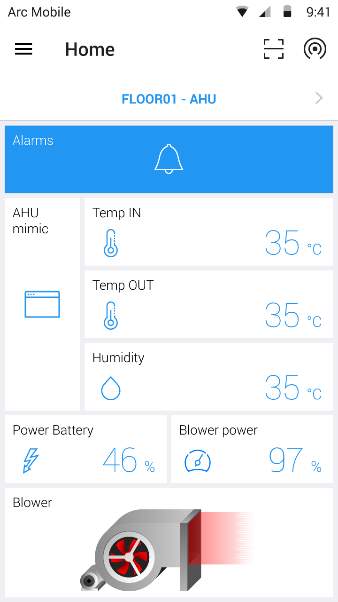 Arc Mobile 9:41
Home
FLOOR01 - AHU
Alarms
AHU
mimic
Temp IN
35 °C
Temp OUT
35 °C
Humidity
35 °C
Power Battery
46 %
Blower power
97 %
Blower